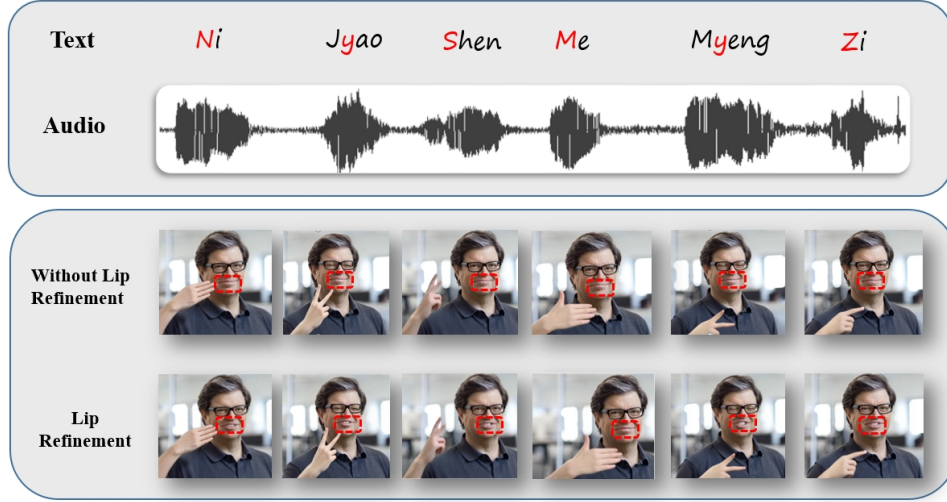 Text Ni Jyao Shen Me Myeng Zi
Audio
Without Lip
Refinement
Lip
Refinement